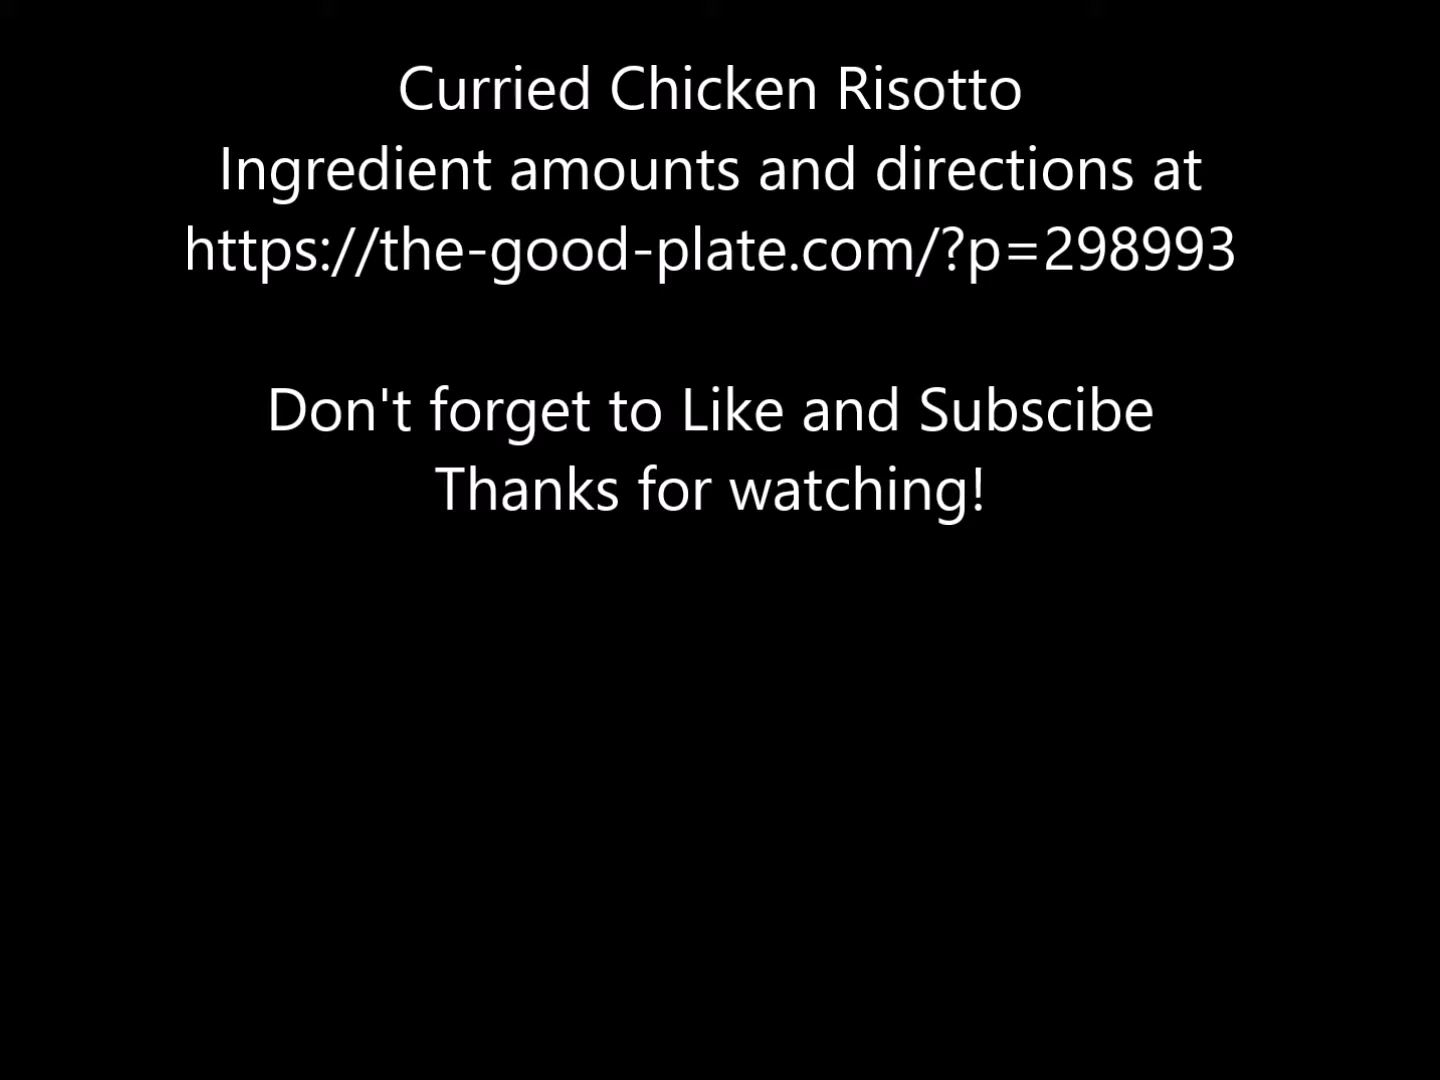 Curried Chicken Risotto
Ingredient amounts and directions at
https://the-good-plate.com/?p=298993
Don't forget to Like and Subscibe
Thanks for watching!